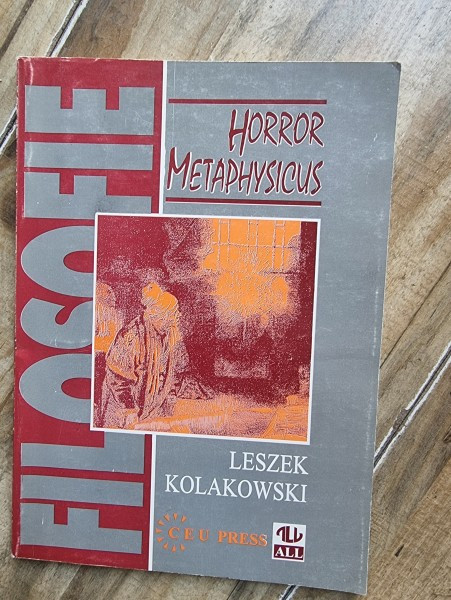 FILOSOFIE
HORROR
METAPHYSICUS
LESZEK
KOLAKOWSKI
CEU PRESS
ALL